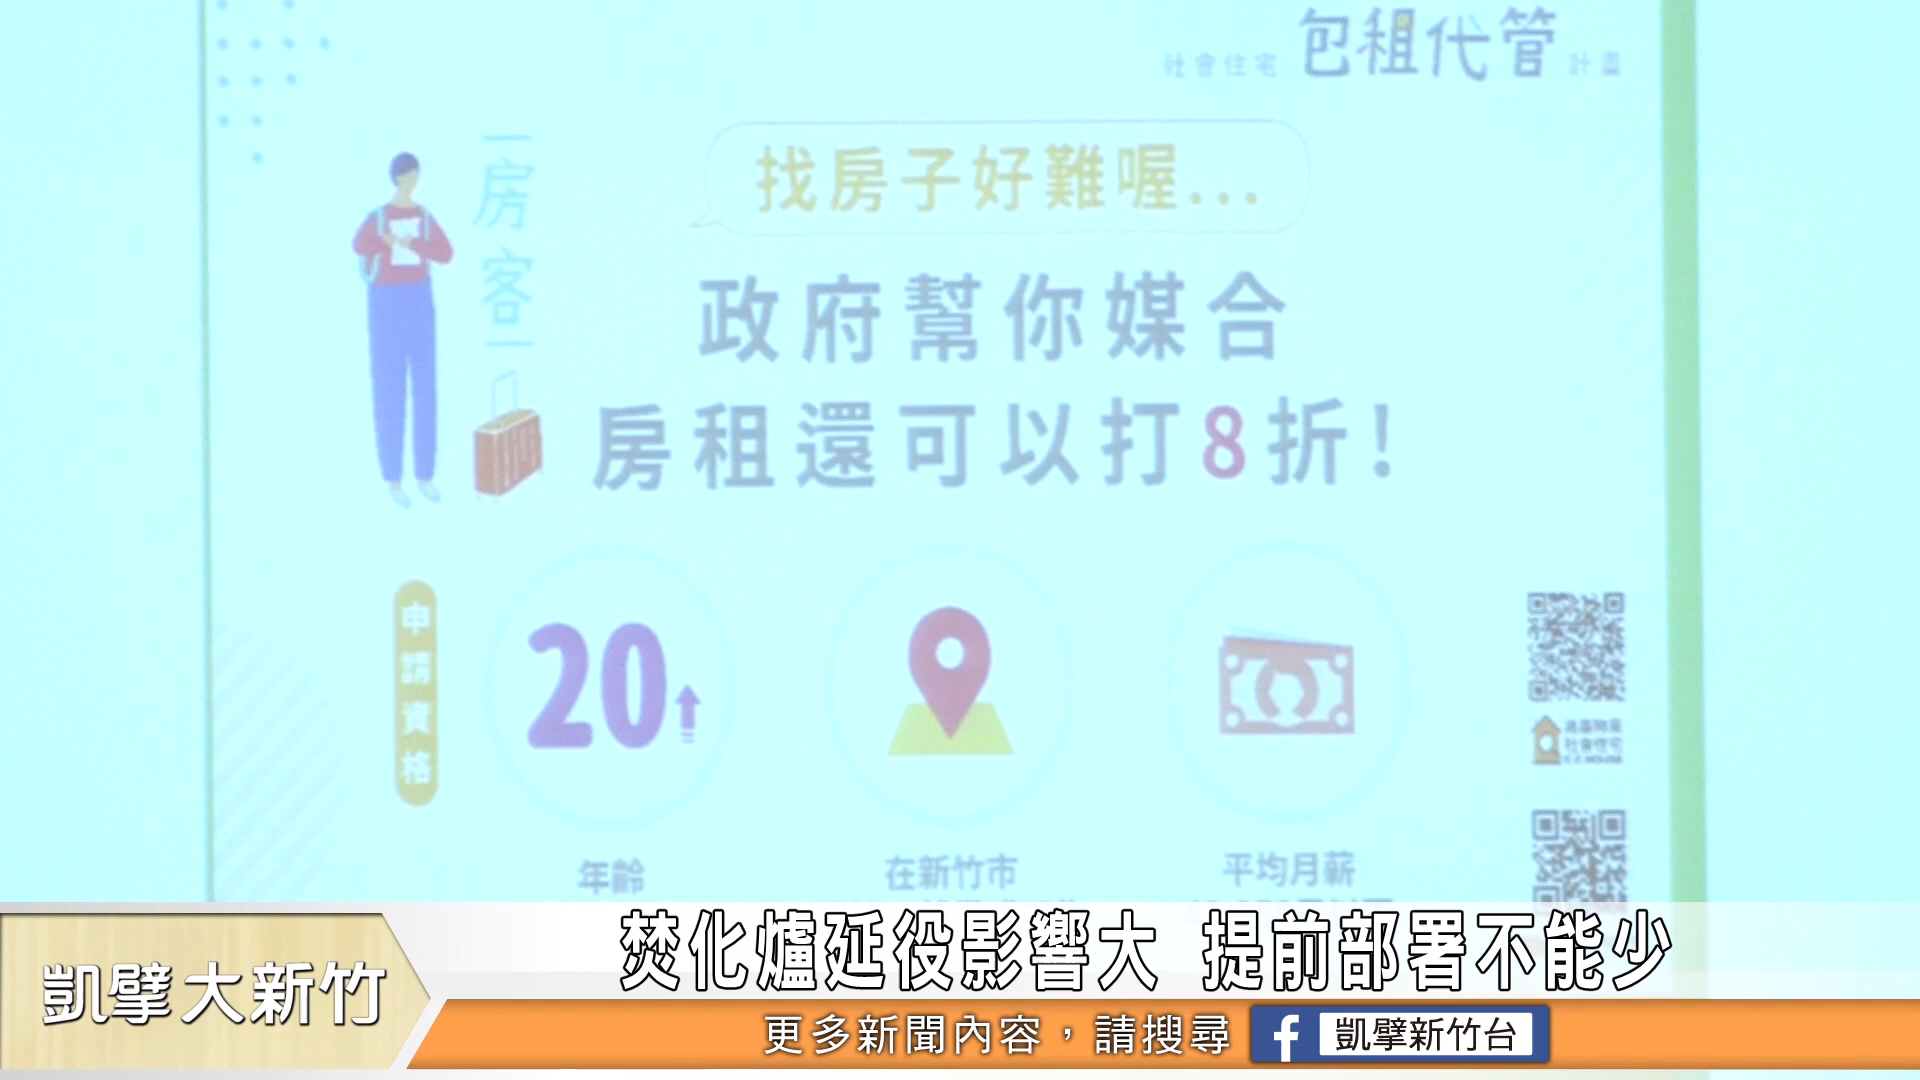 社會住宅 包租代管 計畫
找房子好難喔...
房客
政府幫你媒合
房租還可以打8折!
申請資格
20
年齡
在新竹市
平均月薪
社會住宅
焚化爐延役影響大 提前部署不能少
凱擘大新竹
更多新聞內容，請搜尋 f 凱擘新竹台